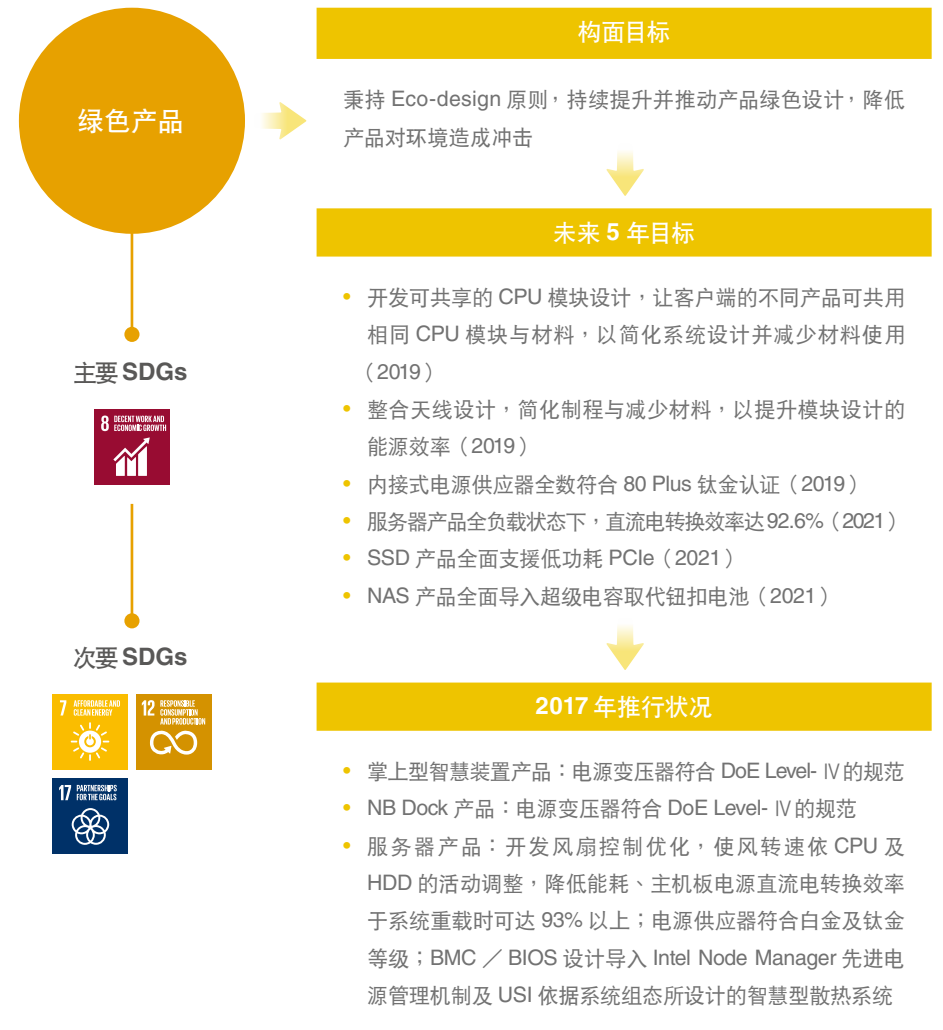 绿色产品
主要 SDGs
8 DECENT WORK AND
ECONOMIC GROWTH
次要 SDGs
7 AFFORDABLE AND
CLEAN ENERGY
12 RESPONSIBLE
CONSUMPTION
AND PRODUCTION
17 PARTNERSHIPS
FOR THE GOALS
构面目标
秉持 Eco-design 原则，持续提升并推动产品绿色设计，降低
产品对环境造成冲击
未来 5 年目标
• 开发可共享的 CPU 模块设计，让客户端的不同产品可共用
相同 CPU 模块与材料，以简化系统设计并减少材料使用
（2019）
• 整合天线设计，简化制程与减少材料，以提升模块设计的
能源效率（2019）
• 内接式电源供应器全数符合 80 Plus 钛金认证（2019）
• 服务器产品全负载状态下，直流电转换效率达92.6%（2021）
• SSD 产品全面支援低功耗 PCIe（2021）
• NAS 产品全面导入超级电容取代钮扣电池（2021）
2017 年推行状况
• 掌上型智慧装置产品：电源变压器符合 DoE Level- Ⅳ的规范
• NB Dock 产品：电源变压器符合 DoE Level- Ⅳ的规范
• 服务器产品：开发风扇控制优化，使风转速依 CPU 及
HDD 的活动调整，降低能耗、主机板电源直流电转换效率
于系统重载时可达 93% 以上；电源供应器符合白金及钛金
等级；BMC ／ BIOS 设计导入 Intel Node Manager 先进电
源管理机制及 USI 依据系统组态所设计的智慧型散热系统